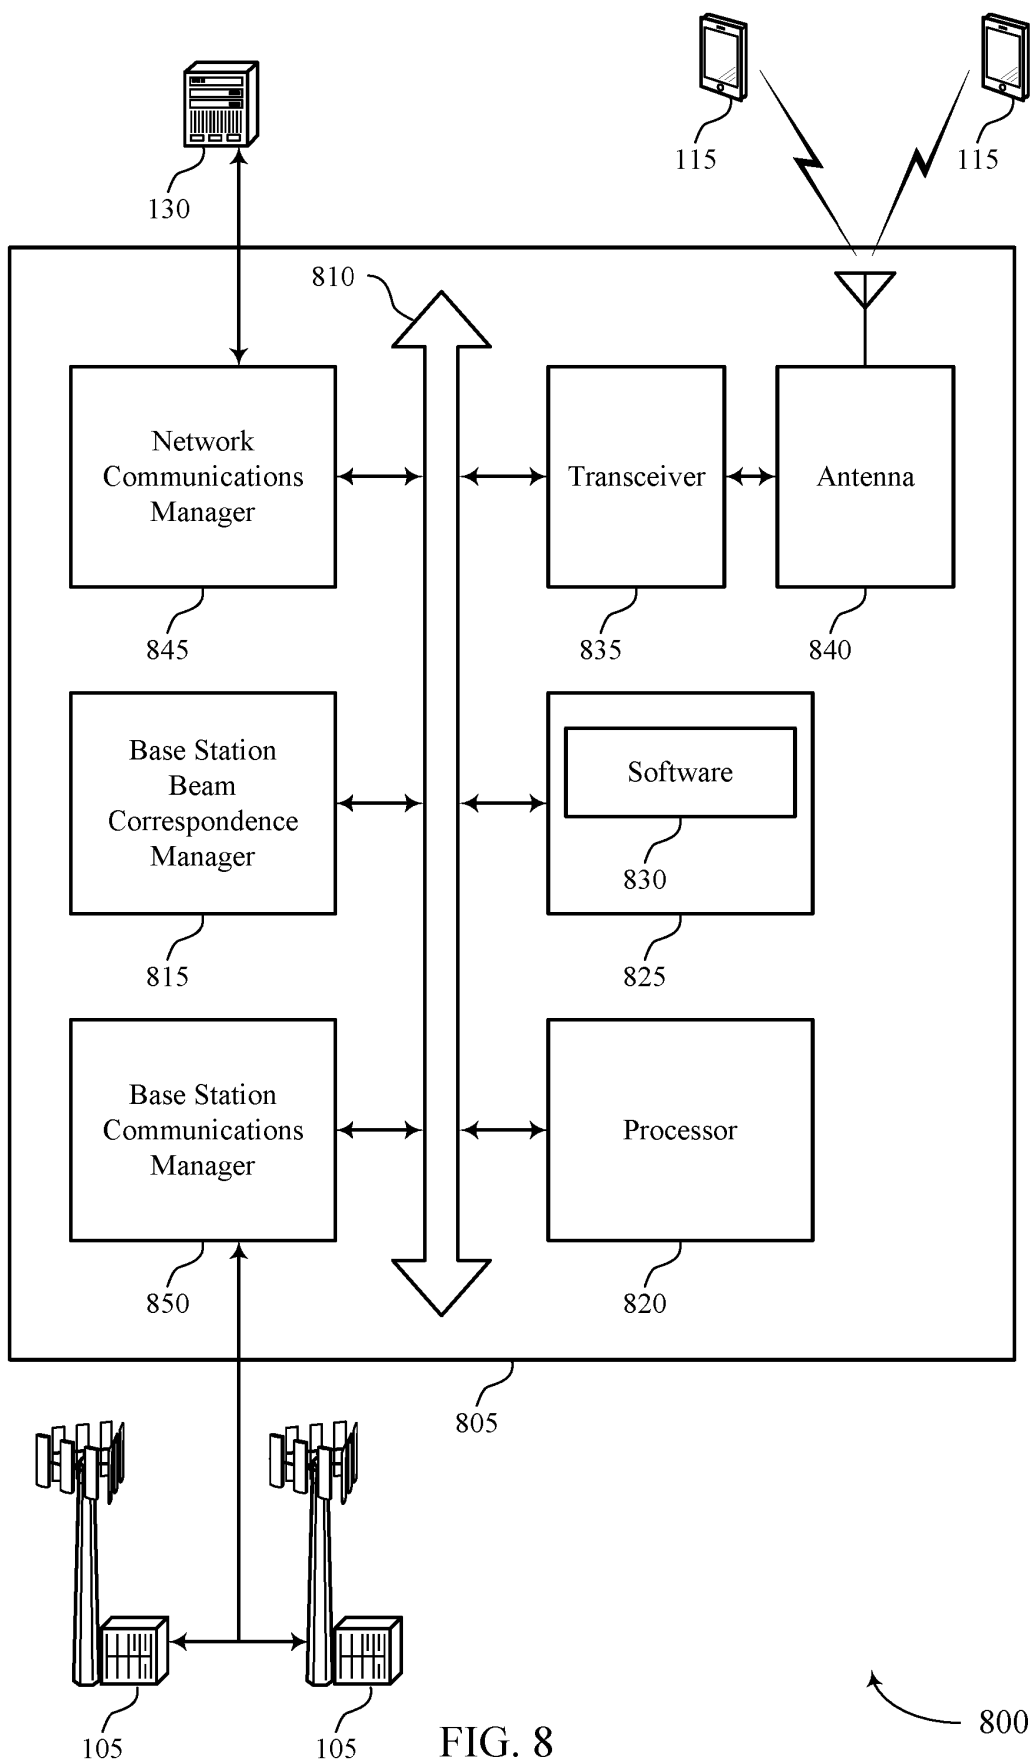 115
115
130
810
Network
Communications
Manager
Transceiver
Antenna
845
835
840
Base Station
Beam
Correspondence
Manager
Software
830
815
825
Base Station
Communications
Manager
Processor
850
820
805
105
105
FIG. 8
800